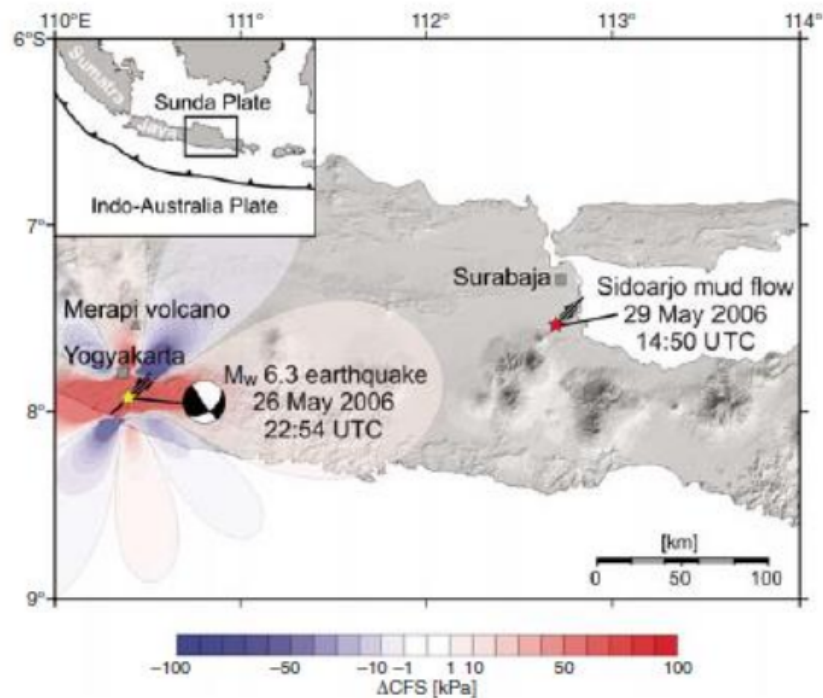 110°E 111° 112° 113° 114°
6°S
Sumatra
Sunda Plate
Java
Indo-Australia Plate
7°
Surabaja
Sidoarjo mud flow
29 May 2006
14:50 UTC
Merapi volcano
Yogyakarta
Mw 6.3 earthquake
26 May 2006
22:54 UTC
8°
[km]
0 50 100
9°
−100 −50 −10 −1 1 10 50 100
ΔCFS [kPa]